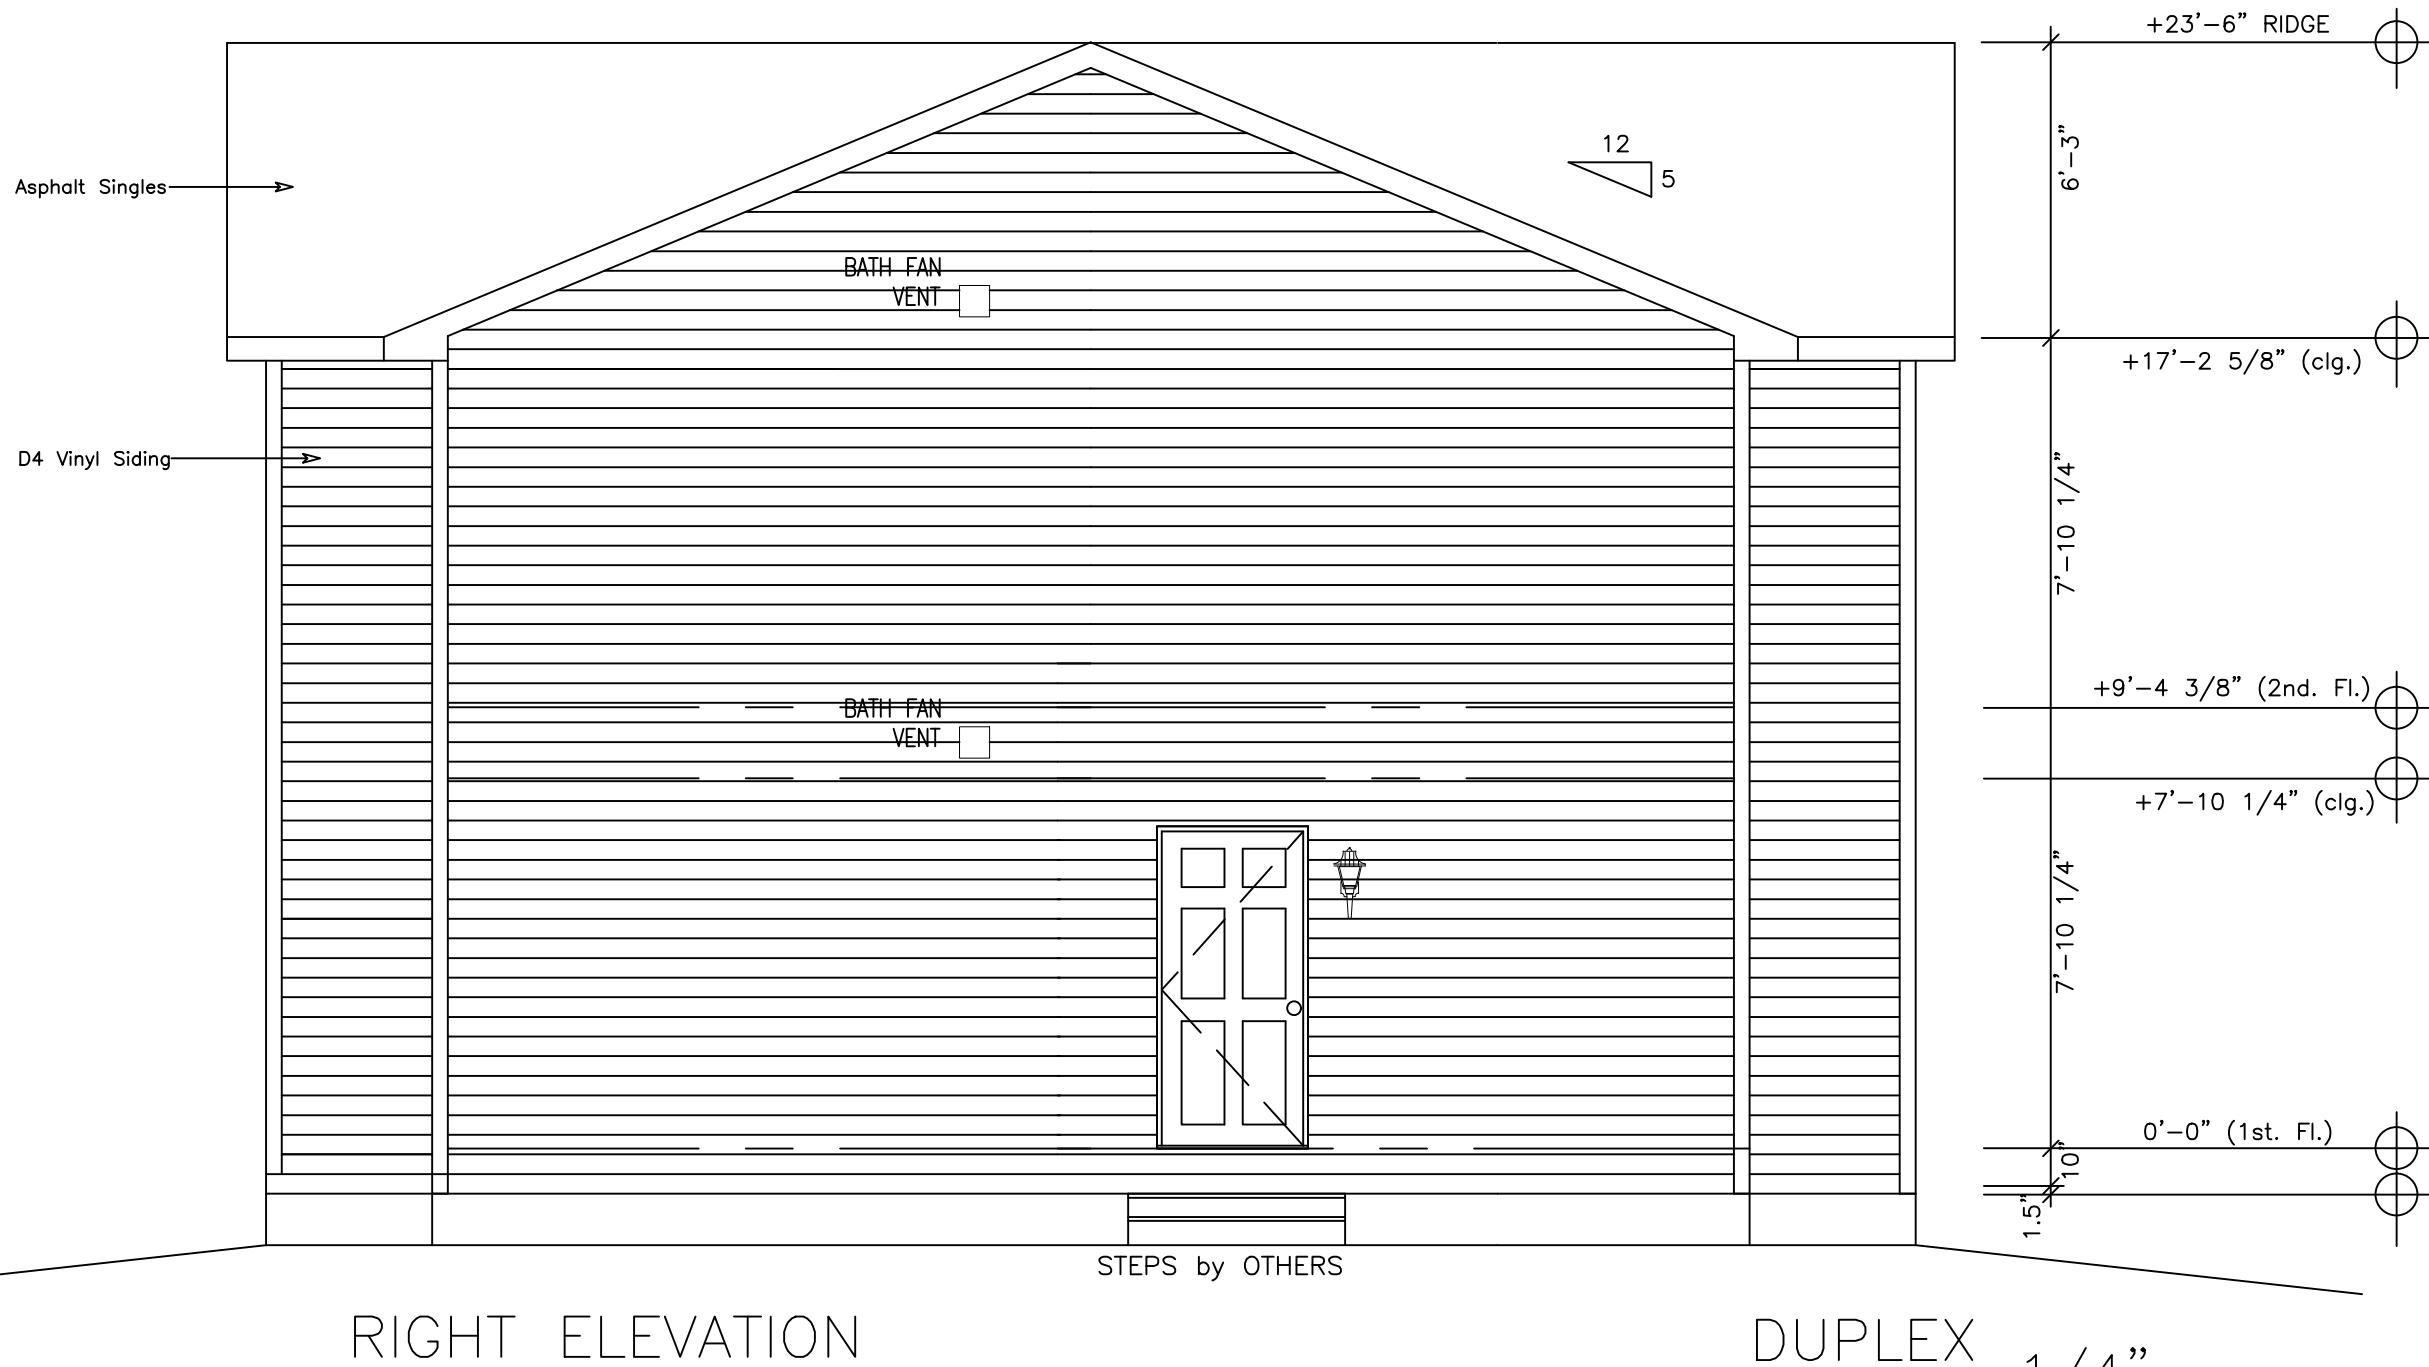 +23'-6" RIDGE
12
5
6'-3"
Asphalt Singles
BATH FAN
VENT
+17'-2 5/8" (clg.)
D4 Vinyl Siding
7'-10 1/4"
+9'-4 3/8" (2nd. Fl.)
BATH FAN
VENT
+7'-10 1/4" (clg.)
7'-10 1/4"
0'-0" (1st. Fl.)
10"
1.5"
STEPS by OTHERS
RIGHT ELEVATION
DUPLEX
1/4"